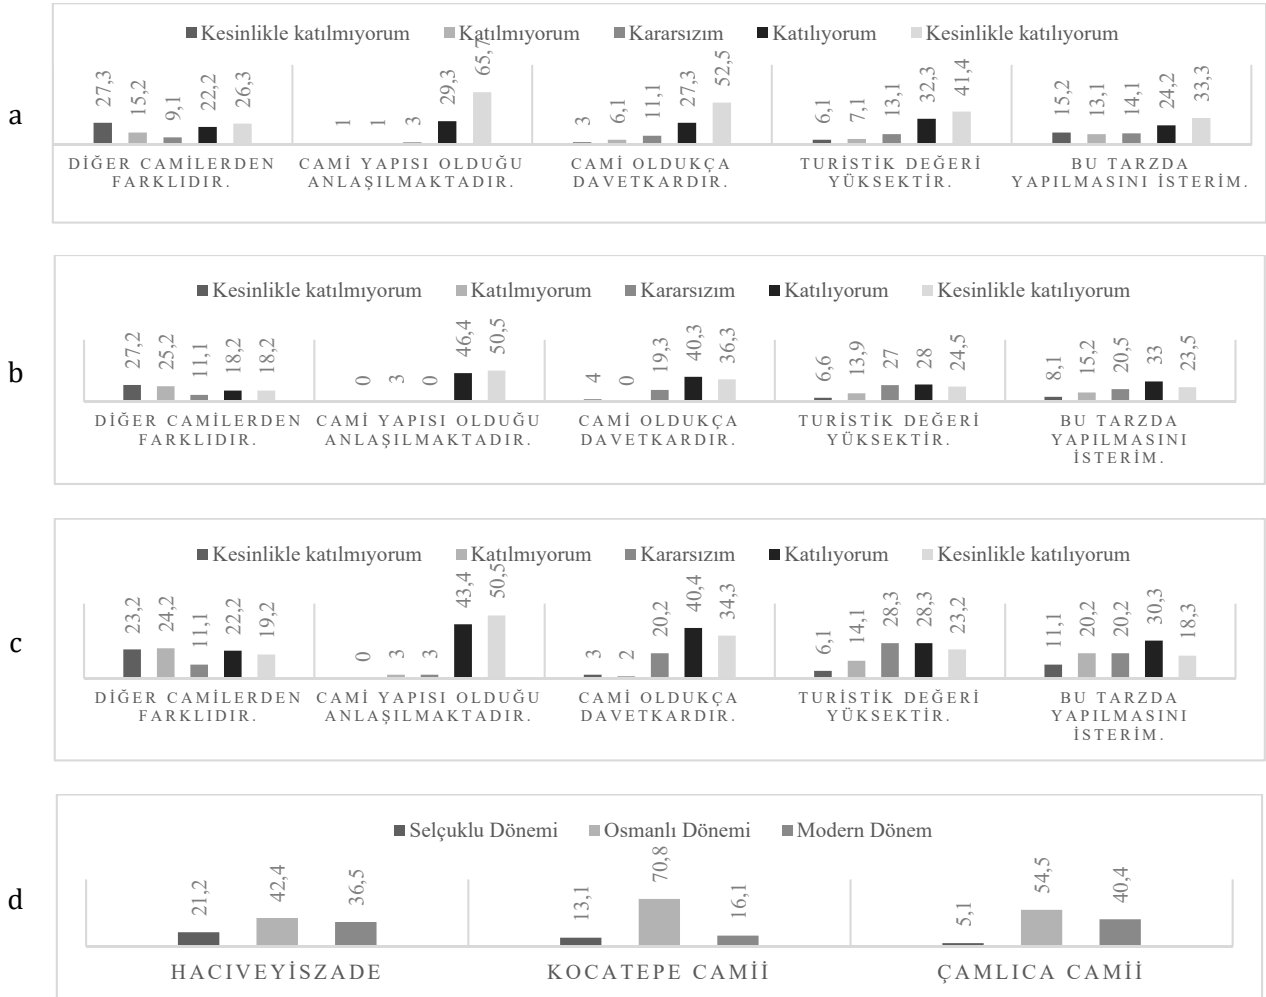 a
Kesinlikle katılmıyorum Katılmıyorum Kararsızım Katılıyorum Kesinlikle katılıyorum
27,3 15,2 9,1 22,2 26,3 1 1 3 29,3 65,7 3 6,1 11,1 27,3 52,5 6,1 7,1 13,1 32,3 41,4 15,2 13,1 14,1 24,2 33,3
DİĞER CAMİLERDEN FARKLIDIR.
CAMİ YAPISI OLDUĞU ANLAŞILMAKTADIR.
CAMİ OLDUKÇA DAVETKARDIR.
TURİSTİK DEĞERİ YÜKSEKTİR.
BU TARZDA YAPILMASINI İSTERİM.
b
Kesinlikle katılmıyorum Katılmıyorum Kararsızım Katılıyorum Kesinlikle katılıyorum
27,2 25,2 11,1 18,2 18,2 0 3 0 46,4 50,5 4 0 19,3 40,3 36,3 6,6 13,9 27 28 24,5 8,1 15,2 20,5 33 23,5
DİĞER CAMİLERDEN FARKLIDIR.
CAMİ YAPISI OLDUĞU ANLAŞILMAKTADIR.
CAMİ OLDUKÇA DAVETKARDIR.
TURİSTİK DEĞERİ YÜKSEKTİR.
BU TARZDA YAPILMASINI İSTERİM.
c
Kesinlikle katılmıyorum Katılmıyorum Kararsızım Katılıyorum Kesinlikle katılıyorum
23,2 24,2 11,1 22,2 19,2 0 3 3 43,4 50,5 3 2 20,2 40,4 34,3 6,1 14,1 28,3 28,3 23,2 11,1 20,2 20,2 30,3 18,3
DİĞER CAMİLERDEN FARKLIDIR.
CAMİ YAPISI OLDUĞU ANLAŞILMAKTADIR.
CAMİ OLDUKÇA DAVETKARDIR.
TURİSTİK DEĞERİ YÜKSEKTİR.
BU TARZDA YAPILMASINI İSTERİM.
d
Selçuklu Dönemi Osmanlı Dönemi Modern Dönem
21,2 42,4 36,5 13,1 70,8 16,1 5,1 54,5 40,4
HACIVEYİSZADE KOCATEPE CAMİİ ÇAMLICA CAMİİ